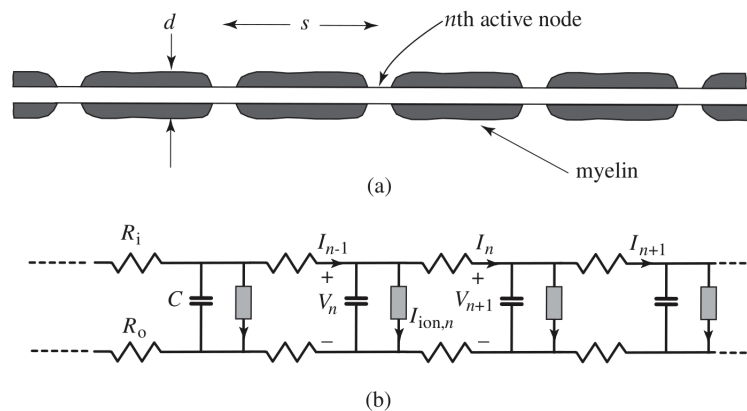 d
s
nth active node
myelin
(a)
R_i
I_{n-1}
I_n
I_{n+1}
+
+
C
V_n
V_{n+1}
I_{ion,n}
R_o
–
–
(b)